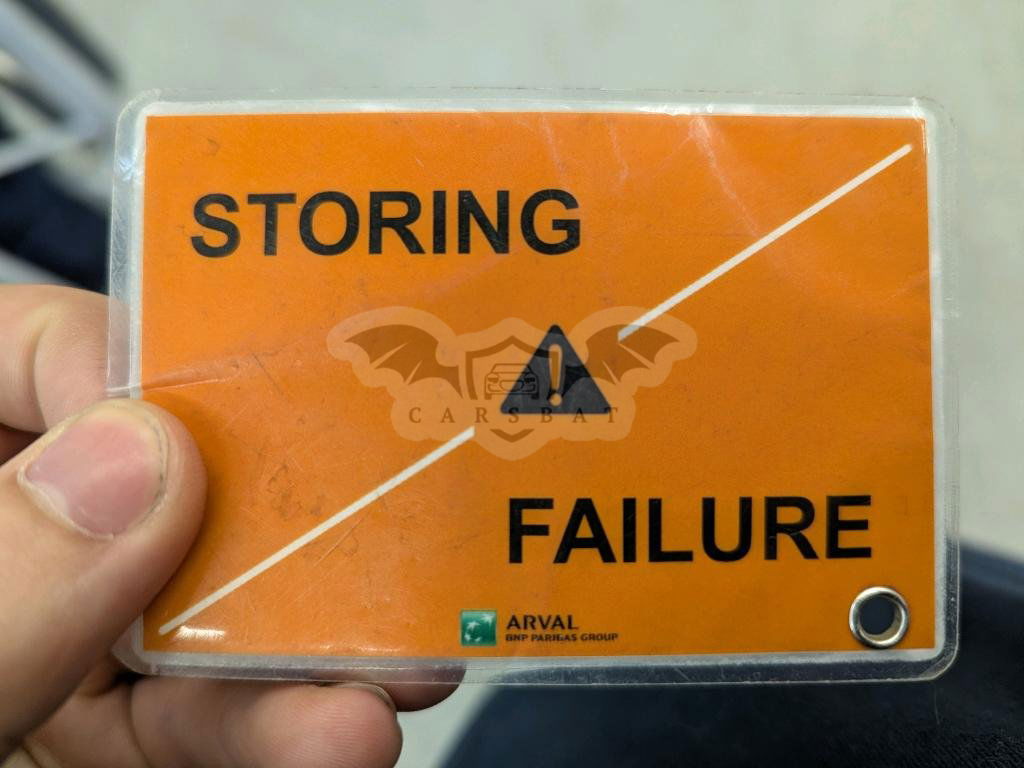 STORING
CARSBAT
FAILURE
ARVAL
BNP PARIBAS GROUP